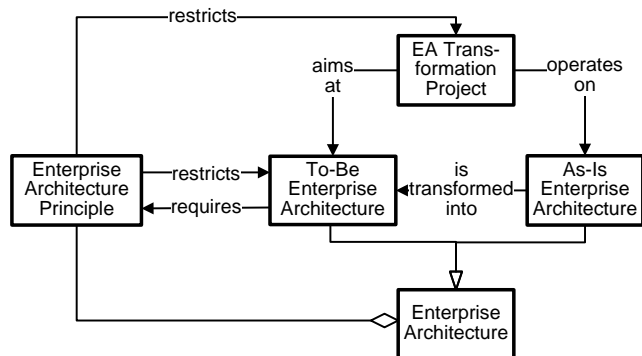 restricts
EA Trans-
formation
Project
aims
at
operates
on
Enterprise
Architecture
Principle
restricts
requires
To-Be
Enterprise
Architecture
is
transformed
into
As-Is
Enterprise
Architecture
Enterprise
Architecture